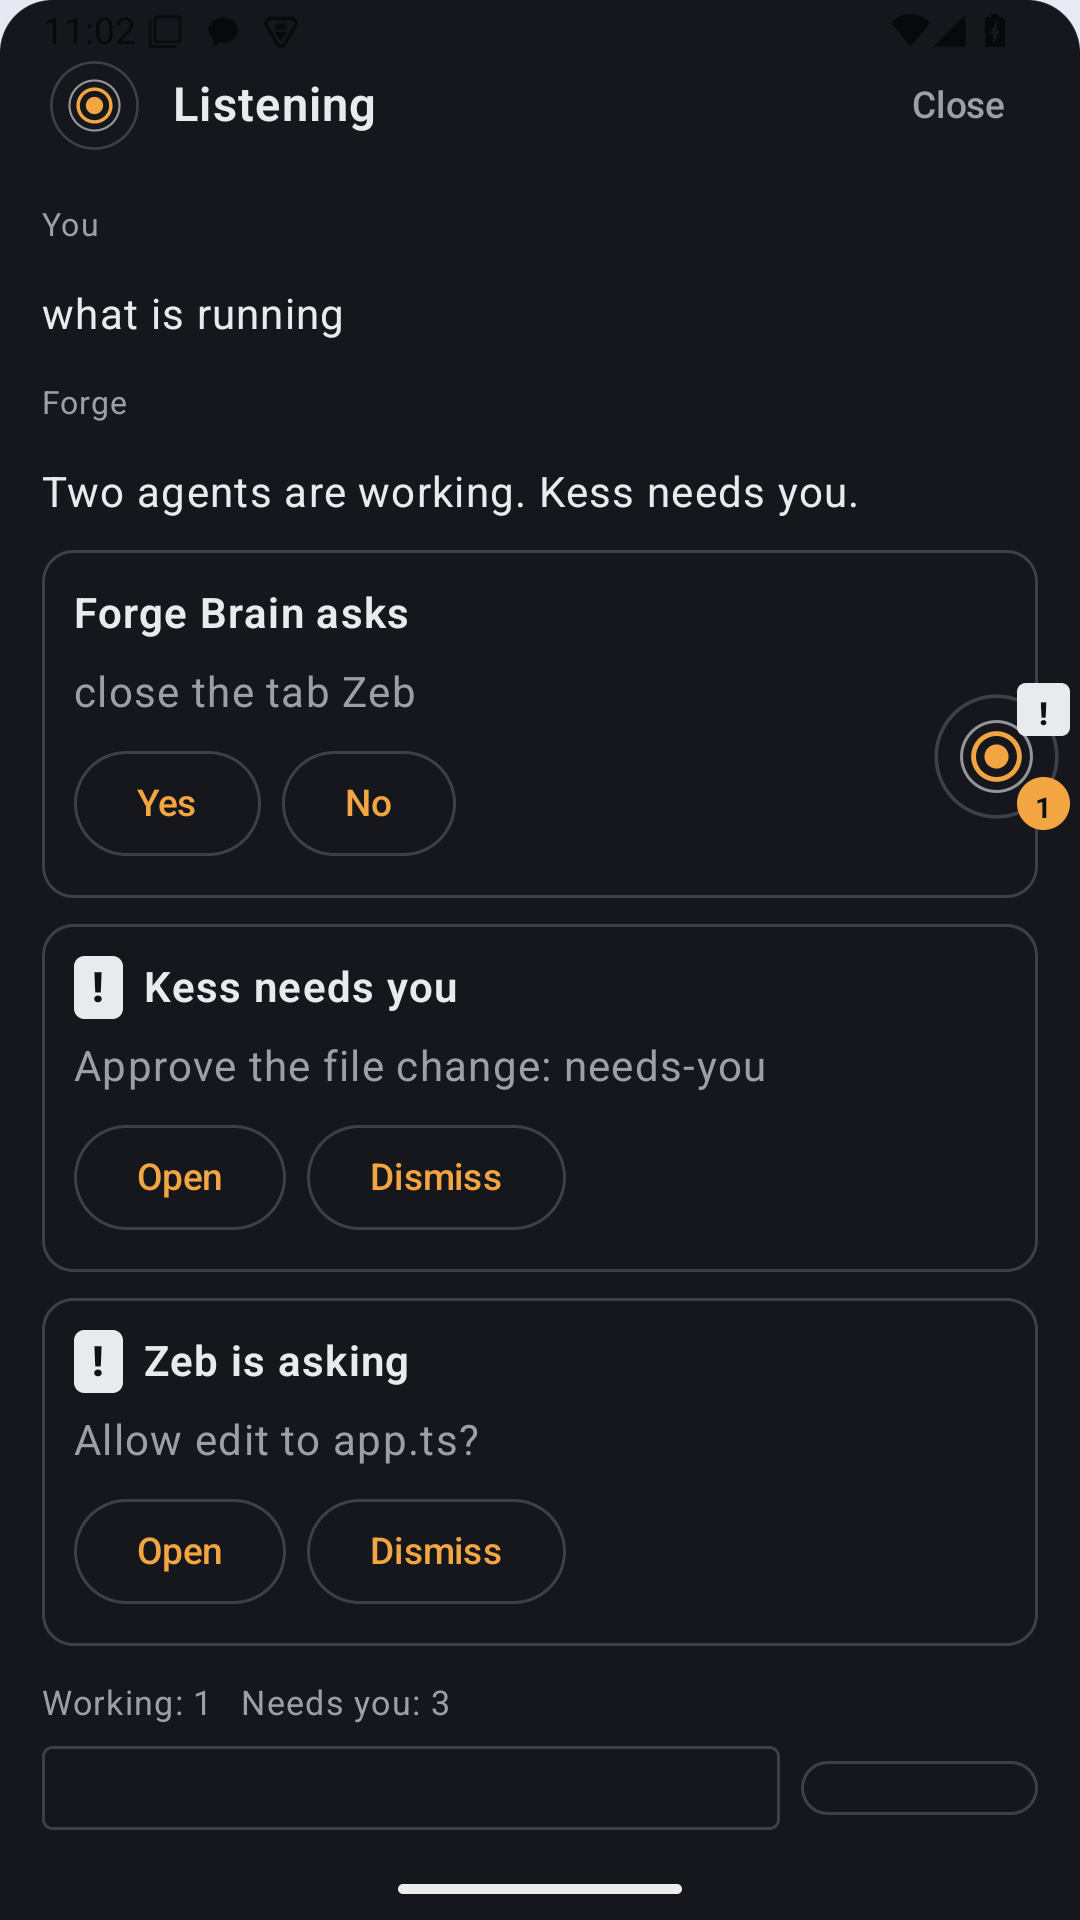 11:02
Listening
Close
You
what is running
Forge
Two agents are working. Kess needs you.
Forge Brain asks
close the tab Zeb
!
Yes
No
1
! Kess needs you
Approve the file change: needs-you
Open
Dismiss
! Zeb is asking
Allow edit to app.ts?
Open
Dismiss
Working: 1 Needs you: 3